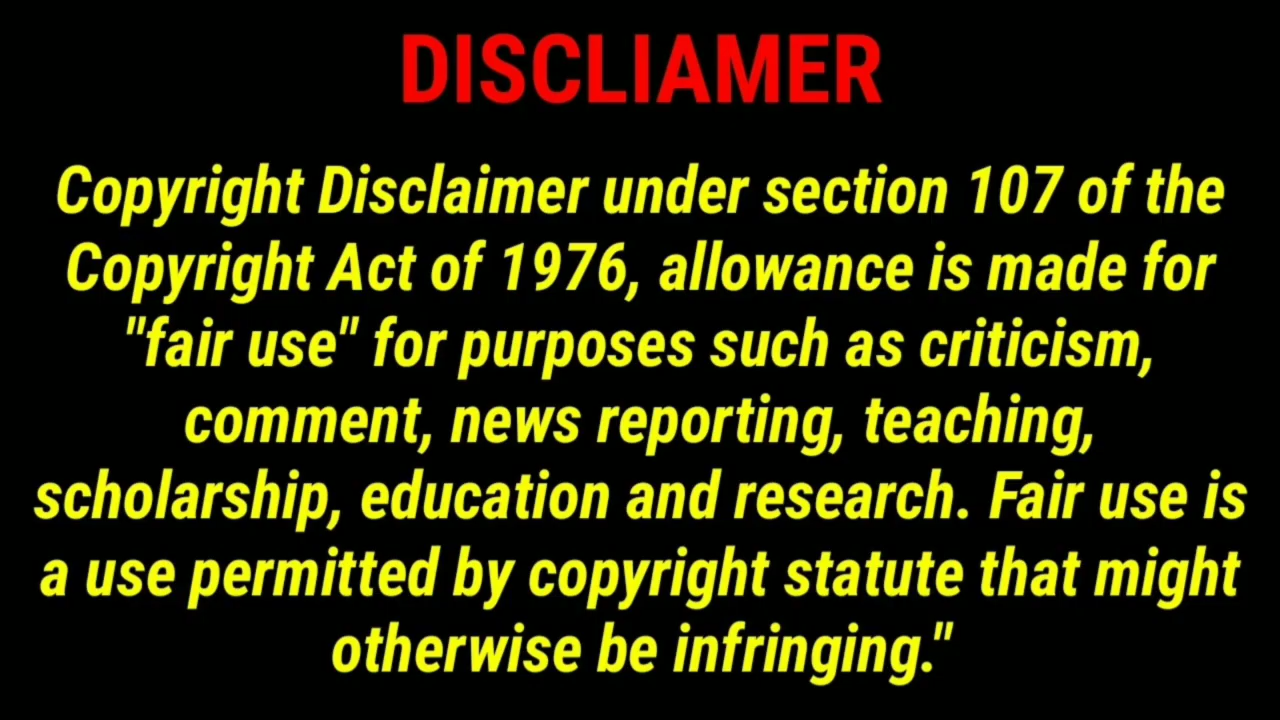 DISCLIAMER
Copyright Disclaimer under section 107 of the
Copyright Act of 1976, allowance is made for
"fair use" for purposes such as criticism,
comment, news reporting, teaching,
scholarship, education and research. Fair use is
a use permitted by copyright statute that might
otherwise be infringing."